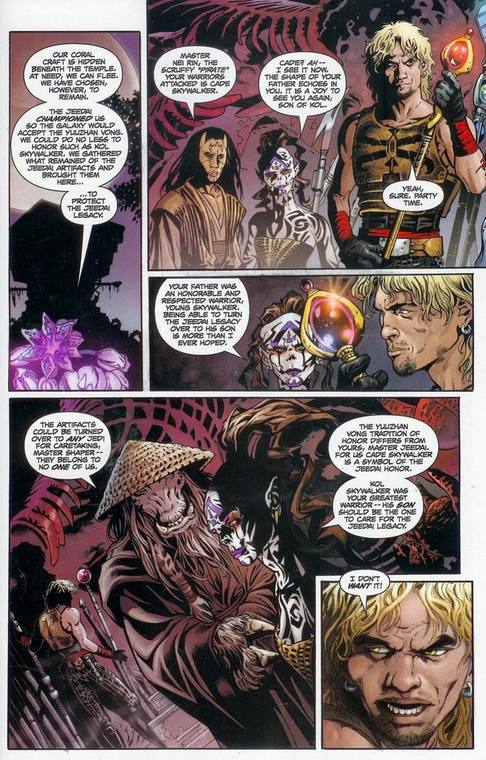 OUR CORAL
CRAFT IS HIDDEN
BENEATH THE TEMPLE.
AT NEED, WE CAN FLEE.
WE HAVE CHOSEN,
HOWEVER, TO
REMAIN.
THE JEEDAI
CHAMPIONED US
SO THE GALAXY WOULD
ACCEPT THE YUUZHAN VONG.
WE COULD DO NO LESS TO
HONOR SUCH AS KOL
SKYWALKER. WE GATHERED
WHAT REMAINED OF THE
JEEDAI ARTIFACTS AND
BROUGHT THEM
HERE...
...TO
PROTECT
THE JEEDAI
LEGACY.
MASTER
NEI RIN, THE
SCRUFFY "PIRATE"
YOUR WARRIORS
ATTACKED IS CADE
SKYWALKER.
CADE? AH --
I SEE IT NOW.
THE SHAPE OF YOUR
FATHER ECHOES IN
YOU. IT IS A JOY TO
SEE YOU AGAIN,
SON OF KOL.
YEAH,
SURE. PARTY
TIME.
YOUR FATHER WAS
AN HONORABLE AND
RESPECTED WARRIOR,
YOUNG SKYWALKER.
BEING ABLE TO TURN
THE JEEDAI LEGACY
OVER TO HIS SON
IS MORE THAN I
EVER HOPED.
THE ARTIFACTS
COULD BE TURNED
OVER TO ANY JEDI
FOR CARETAKING,
MASTER SHAPER --
THEY BELONG TO
NO ONE OF US.
THE YUUZHAN
VONG TRADITION OF
HONOR DIFFERS FROM
YOURS, MASTER JEEDAI.
FOR US CADE SKYWALKER
IS A SYMBOL OF THE
JEEDAI HONOR.
KOL
SKYWALKER WAS
YOUR GREATEST
WARRIOR -- HIS SON
SHOULD BE THE ONE
TO CARE FOR THE
JEEDAI LEGACY.
I DON'T
WANT IT!